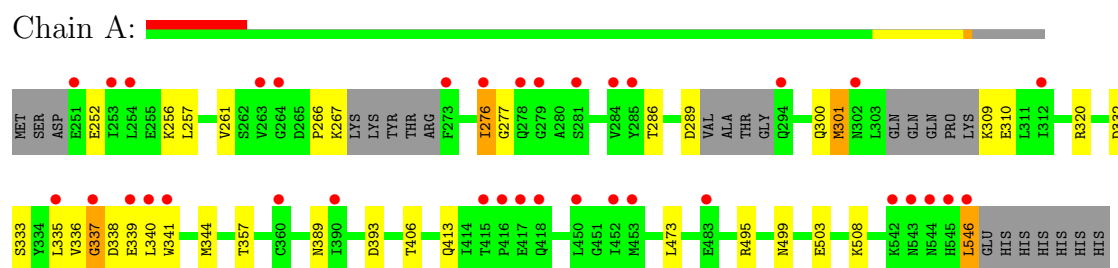 Chain A:
MET SER ASP E251 E252 I253 L254 E255 K256 L257 V261 S262 V263 G264 D265 P266 K267 LYS LYS TYR THR ARG F273 I276 G277 Q278 G279 A280 S281 V284 Y285 T286 D289 VAL ALA THR GLY Q294 Q300 M301 N302 L303 GLN GLN GLN PRO LYS K309 E310 L311 I312 R320 D332
S333 Y334 L335 V336 G337 D338 E339 L340 W341 M344 T357 C360 N389 I390 D393 T406 Q413 I414 T415 P416 E417 Q418 L450 G451 I452 M453 L473 E483 R495 N499 E503 K508 K542 N543 N544 H545 L546 GLU HIS HIS HIS HIS HIS HIS